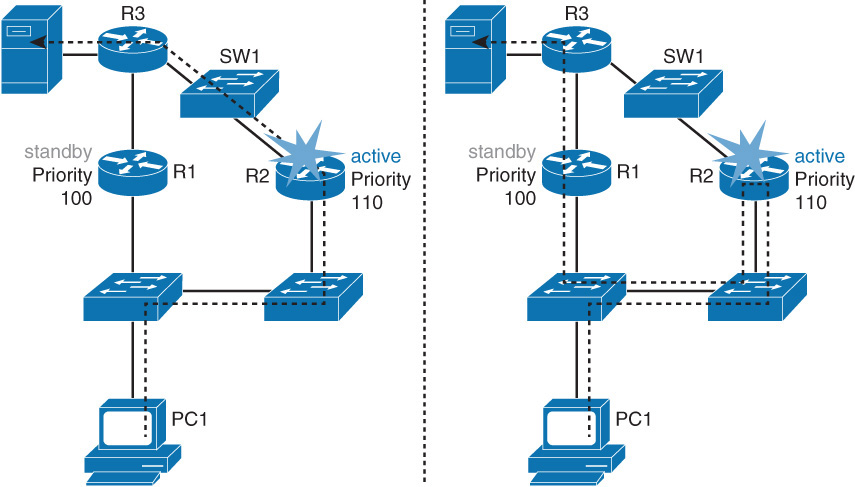 R3
SW1
standby
Priority
100
R1
R2
active
Priority
110
PC1
R3
SW1
standby
Priority
100
R1
R2
active
Priority
110
PC1